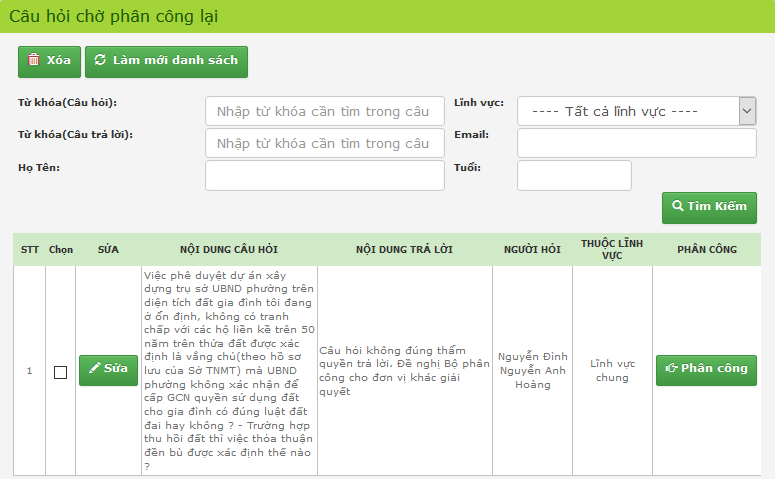 Câu hỏi chờ phân công lại
Xóa
Làm mới danh sách
Từ khóa(Câu hỏi):
Nhập từ khóa cần tìm trong câu
Lĩnh vực:
---- Tất cả lĩnh vực ----
Từ khóa(Câu trả lời):
Nhập từ khóa cần tìm trong câu
Email:
Họ Tên:
Tuổi:
Tìm Kiếm
STT
Chọn
SỬA
NỘI DUNG CÂU HỎI
NỘI DUNG TRẢ LỜI
NGƯỜI HỎI
THUỘC LĨNH
VỰC
PHÂN CÔNG
1
Sửa
Việc phê duyệt dự án xây
dựng trụ sở UBND phường trên
diện tích đất gia đình tôi đang
ở ổn định, không có tranh
chấp với các hộ liền kề trên 50
năm trên thửa đất được xác
định là vắng chủ(theo hồ sơ
lưu của Sở TNMT) mà UBND
phường không xác nhận để
cấp GCN quyền sử dụng đất
cho gia đình có đúng luật đất
đai hay không ? - Trường hợp
thu hồi đất thì việc thỏa thuận
đền bù được xác định thế nào
?
Câu hỏi không đúng thẩm
quyền trả lời. Đề nghị Bộ phân
công cho đơn vị khác giải
quyết
Nguyễn Đình
Nguyễn Anh
Hoàng
Lĩnh vực
chung
Phân công